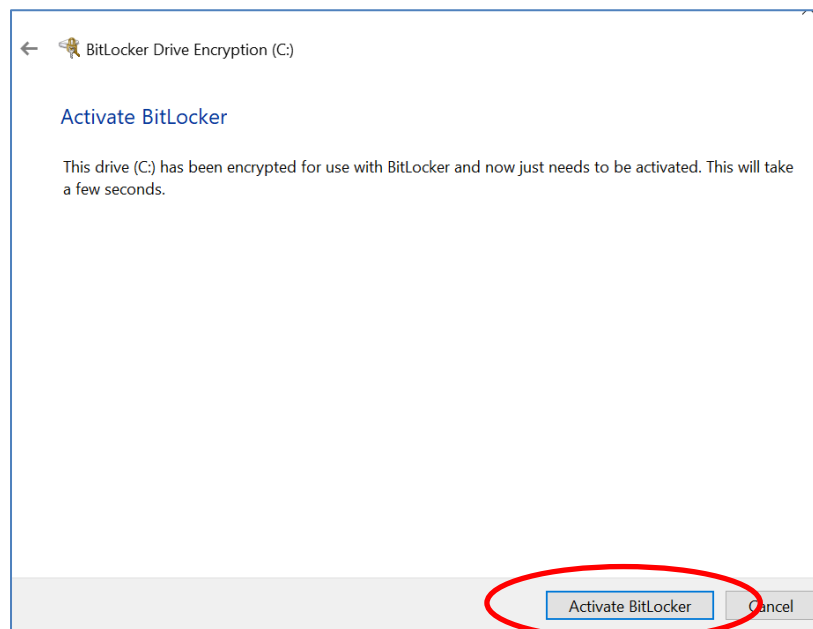 BitLocker Drive Encryption (C:)
Activate BitLocker
This drive (C:) has been encrypted for use with BitLocker and now just needs to be activated. This will take
a few seconds.
Activate BitLocker
Cancel